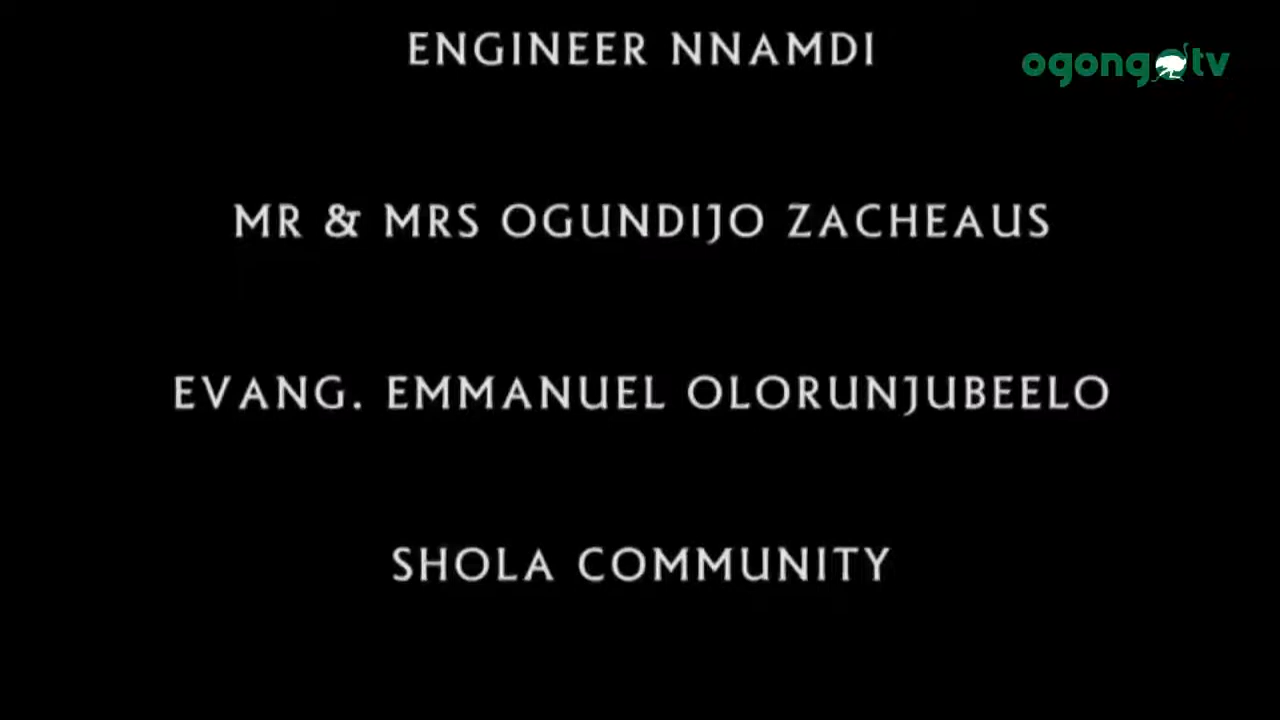 ENGINEER NNAMDI
ogongotv
MR & MRS OGUNDIJO ZACHEAUS
EVANG. EMMANUEL OLORUNJUBEELO
SHOLA COMMUNITY